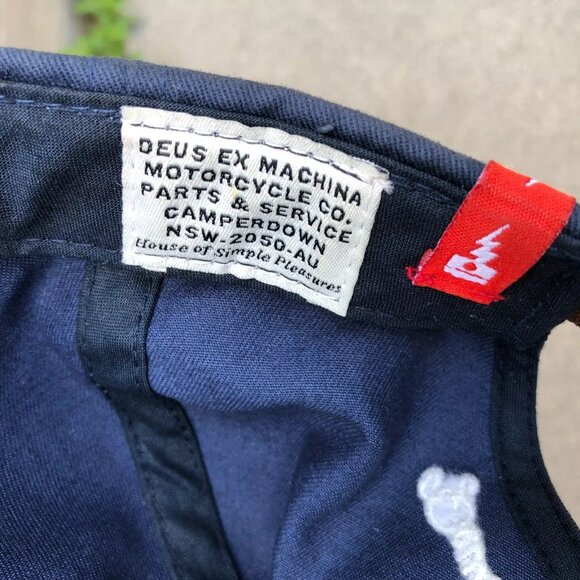 DEUS EX MACHINA
MOTORCYCLE CO.
PARTS & SERVICE
CAMPERDOWN
NSW-2050-AU
House of Simple Pleasures